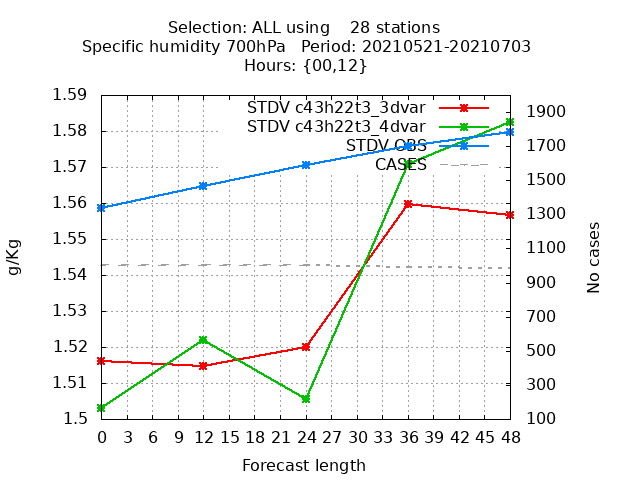 Selection: ALL using    28 stations
Specific humidity 700hPa   Period: 20210521-20210703
Hours: {00,12}
STDV c43h22t3_3dvar
STDV c43h22t3_4dvar
STDV OBS
CASES
1.59
1.58
1.57
1.56
1.55
1.54
1.53
1.52
1.51
1.5
g/Kg
1900
1700
1500
1300
1100
900
700
500
300
100
No cases
0 3 6 9 12 15 18 21 24 27 30 33 36 39 42 45 48
Forecast length